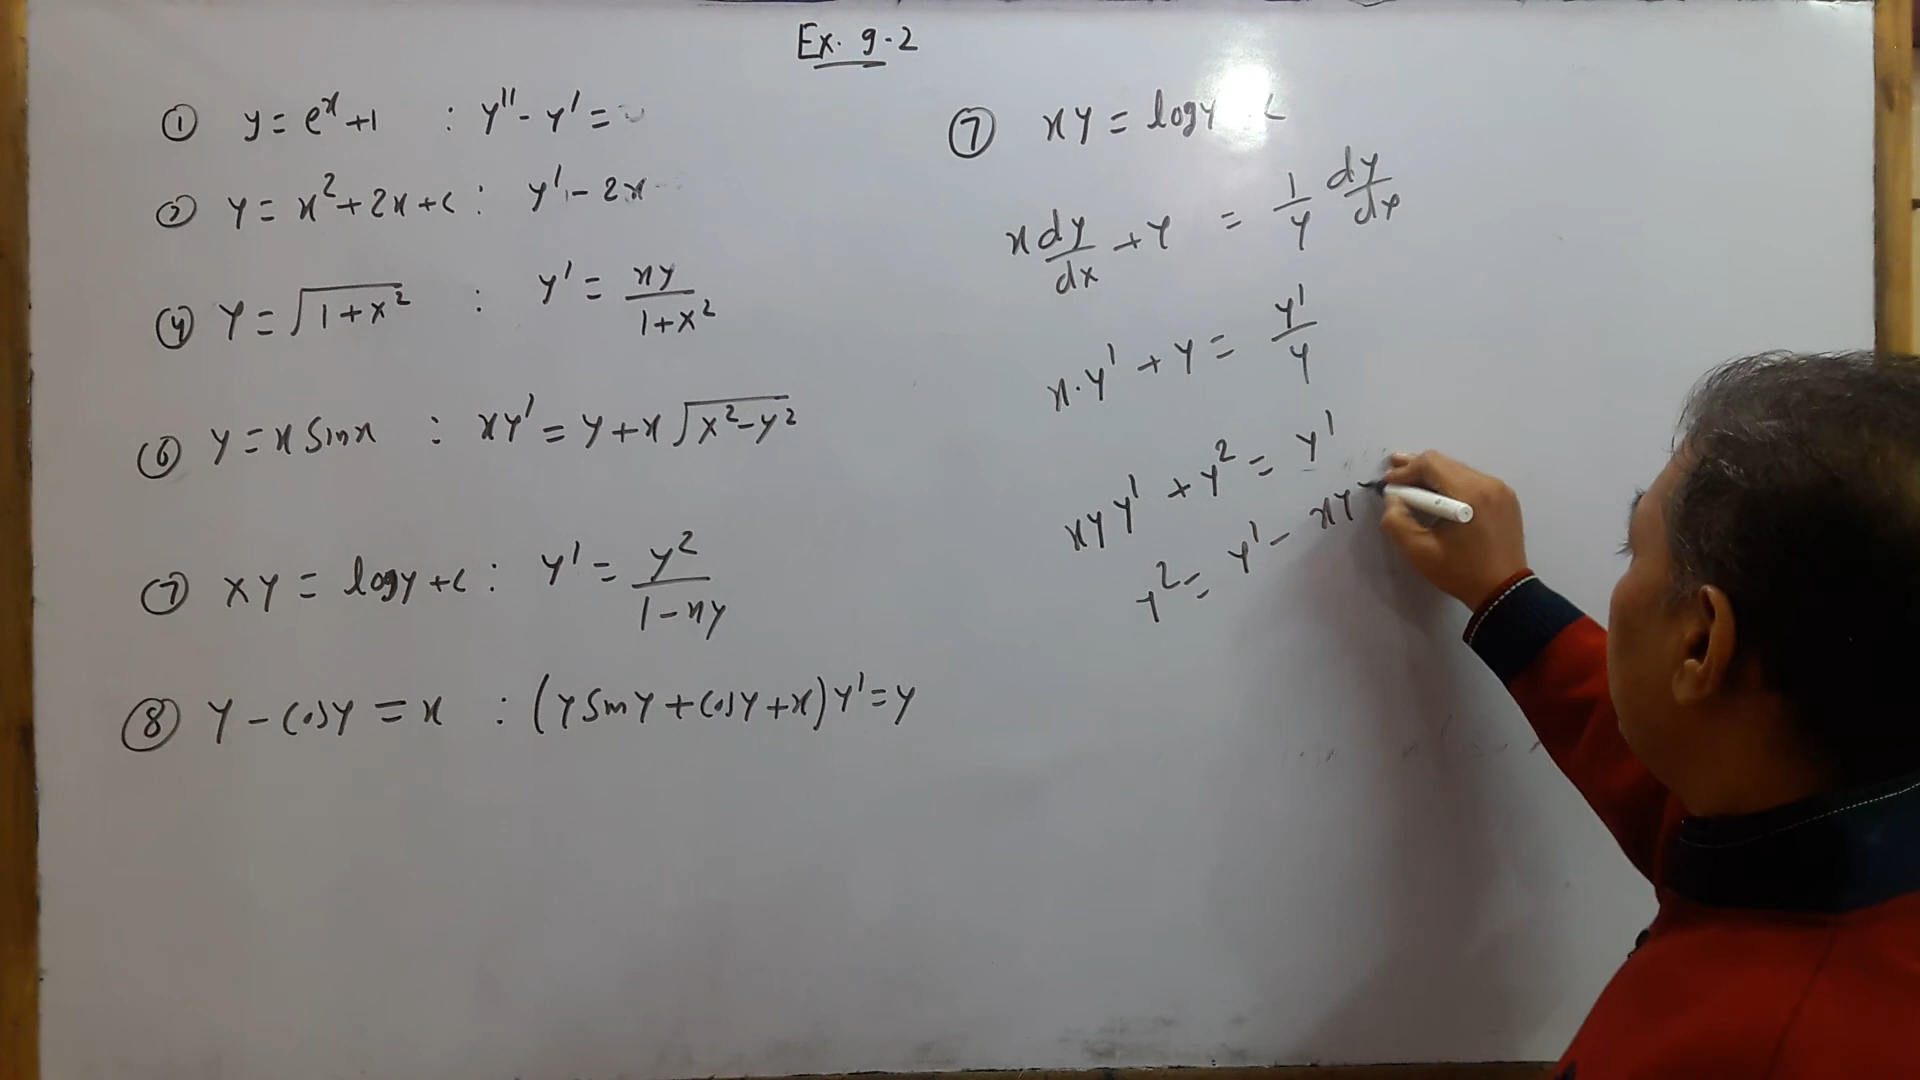 Ex. 9.2
① y = eˣ + 1 : y'' - y' =
② y = x² + 2x + c : y' - 2x
④ y = √(1+x²) : y' = xy/(1+x²)
⑥ y = x Sin x : xy' = y + x√(x²-y²)
⑦ xy = log y + c : y' = y²/(1-xy)
⑧ y - cos y = x : (y Sin y + cos y + x) y' = y
⑦ xy = log y c
x dy/dx + y = 1/y dy/dx
x·y' + y = y'/y
xyy' + y² = y'
y² = y' - xy